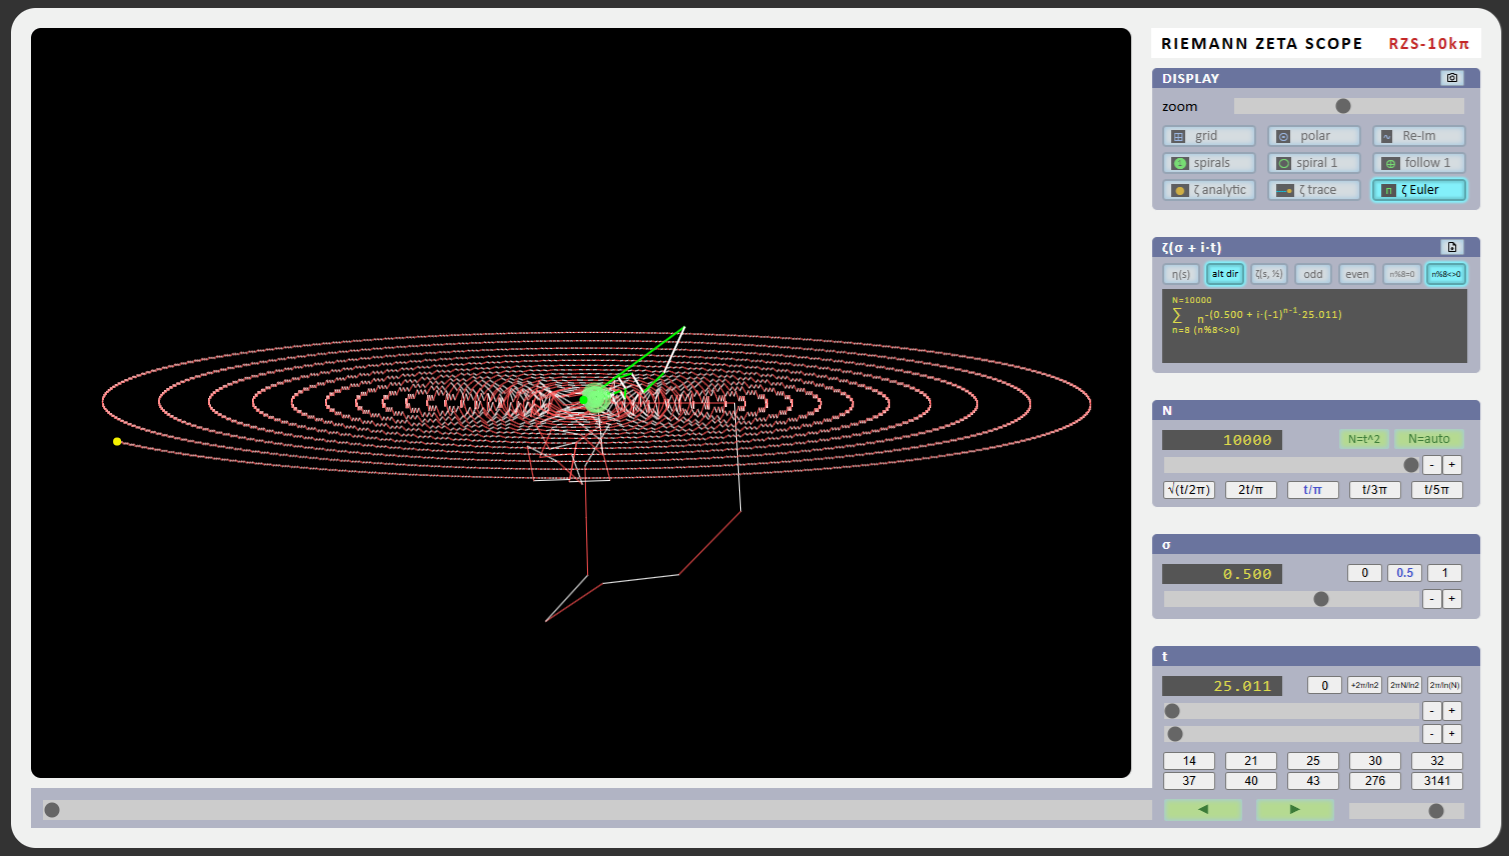 RIEMANN ZETA SCOPE RZS-10kπ
DISPLAY
zoom
grid polar Re-Im
spirals spiral 1 follow 1
ζ analytic ζ trace ζ Euler
ζ(σ + i·t)
η(s) alt dir ζ(s, ½) odd even n%8=0 n%8<>0
N=10000
∑ n-(0.500 + i·(-1)n-1·25.011)
n=8 (n%8<>0)
N
10000 N=t^2 N=auto
- +
√(t/2π) 2t/π t/π t/3π t/5π
σ
0.500 0 0.5 1
- +
t
25.011 0 +2π/ln2 2πN/ln2 2π/ln(N)
- +
- +
14 21 25 30 32
37 40 43 276 3141